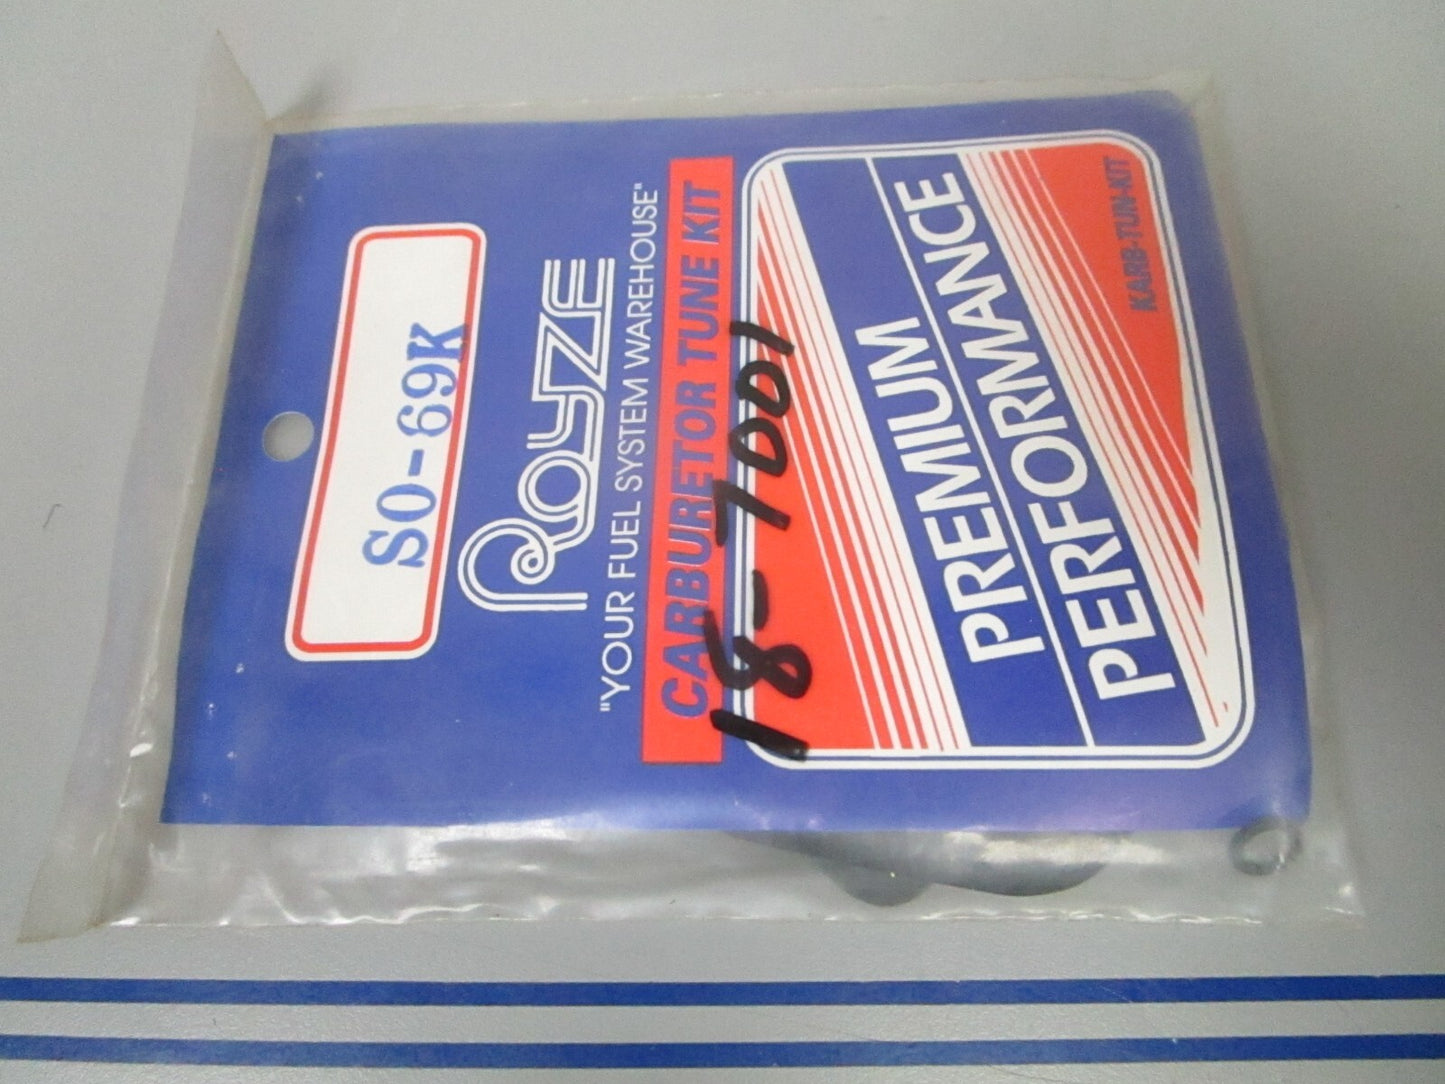 SO-69K
Royze
"YOUR FUEL SYSTEM WAREHOUSE"
CARBURETOR TUNE KIT
18-7001
PREMIUM
PERFORMANCE
KARB-TUN-KIT